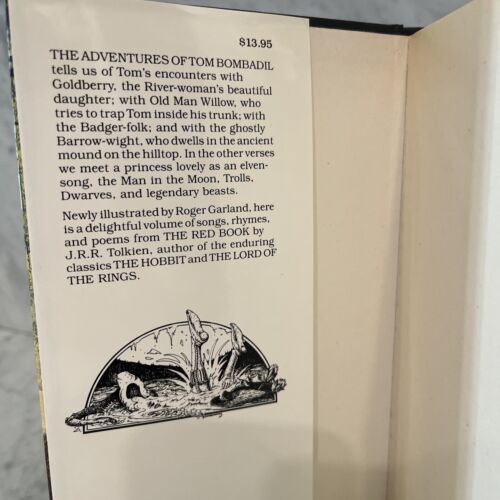 $13.95
THE ADVENTURES OF TOM BOMBADIL
tells us of Tom's encounters with
Goldberry, the River-woman's beautiful
daughter; with Old Man Willow, who
tries to trap Tom inside his trunk; with
the Badger-folk; and with the ghostly
Barrow-wight, who dwells in the ancient
mound on the hilltop. In the other verses
we meet a princess lovely as an elven-
song, the Man in the Moon, Trolls,
Dwarves, and legendary beasts.
Newly illustrated by Roger Garland, here
is a delightful volume of songs, rhymes,
and poems from THE RED BOOK by
J.R.R. Tolkien, author of the enduring
classics THE HOBBIT and THE LORD OF
THE RINGS.